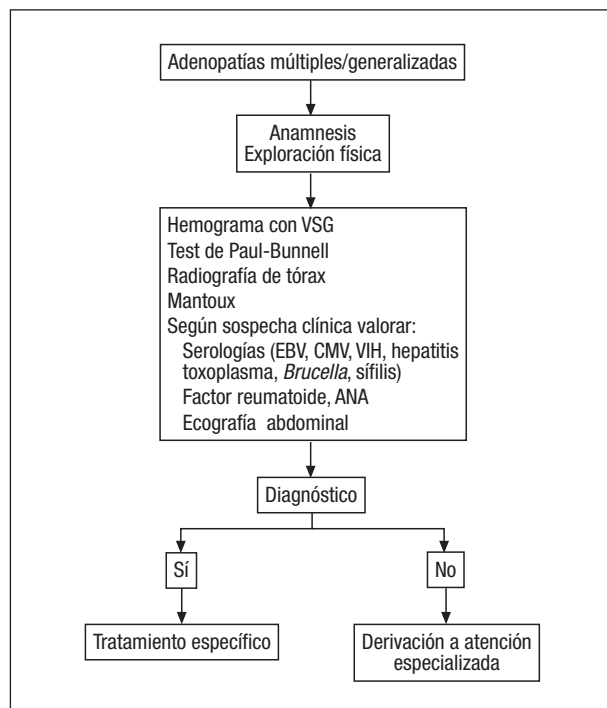 Adenopatías múltiples/generalizadas
Anamnesis
Exploración física
Hemograma con VSG
Test de Paul-Bunnell
Radiografía de tórax
Mantoux
Según sospecha clínica valorar:
Serologías (EBV, CMV, VIH, hepatitis
toxoplasma, Brucella, sífilis)
Factor reumatoide, ANA
Ecografía abdominal
Diagnóstico
Sí
No
Tratamiento específico
Derivación a atención
especializada